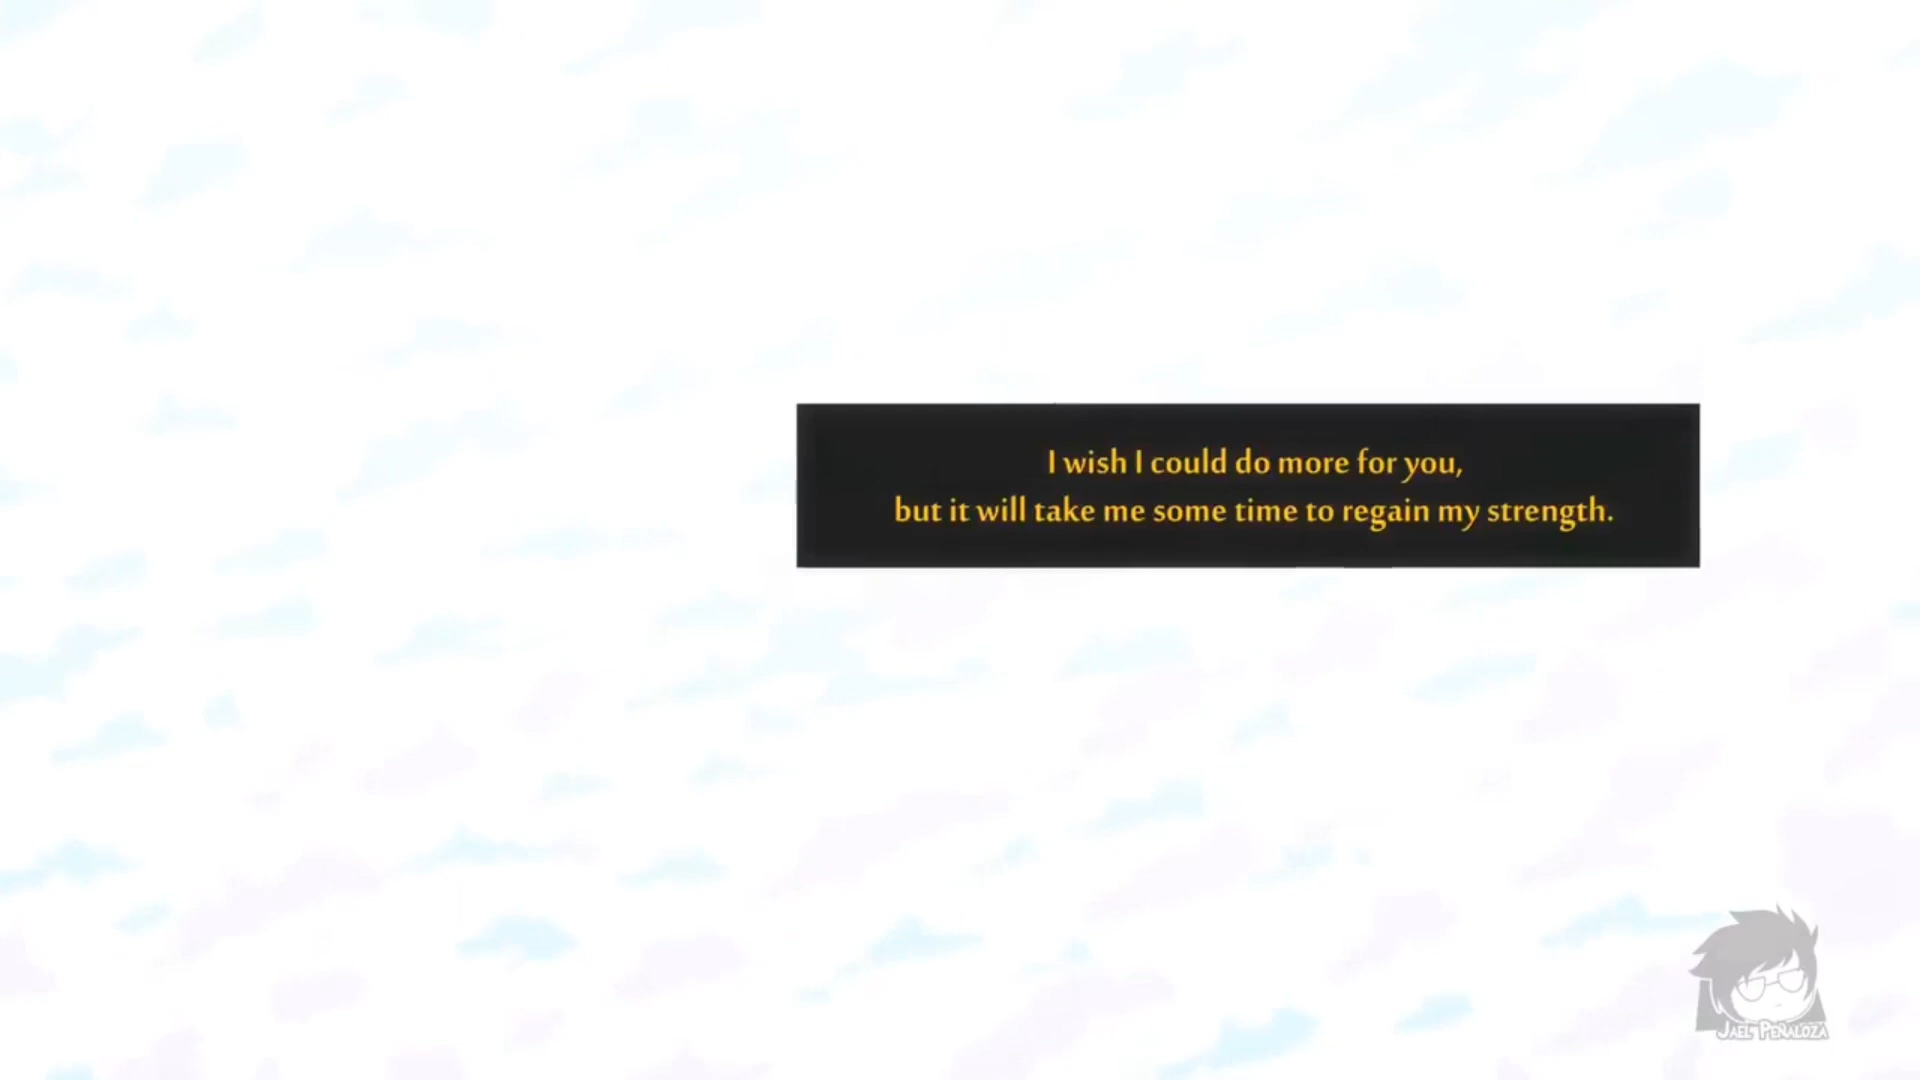 I wish I could do more for you,
but it will take me some time to regain my strength.
JAEL PEÑALOZA